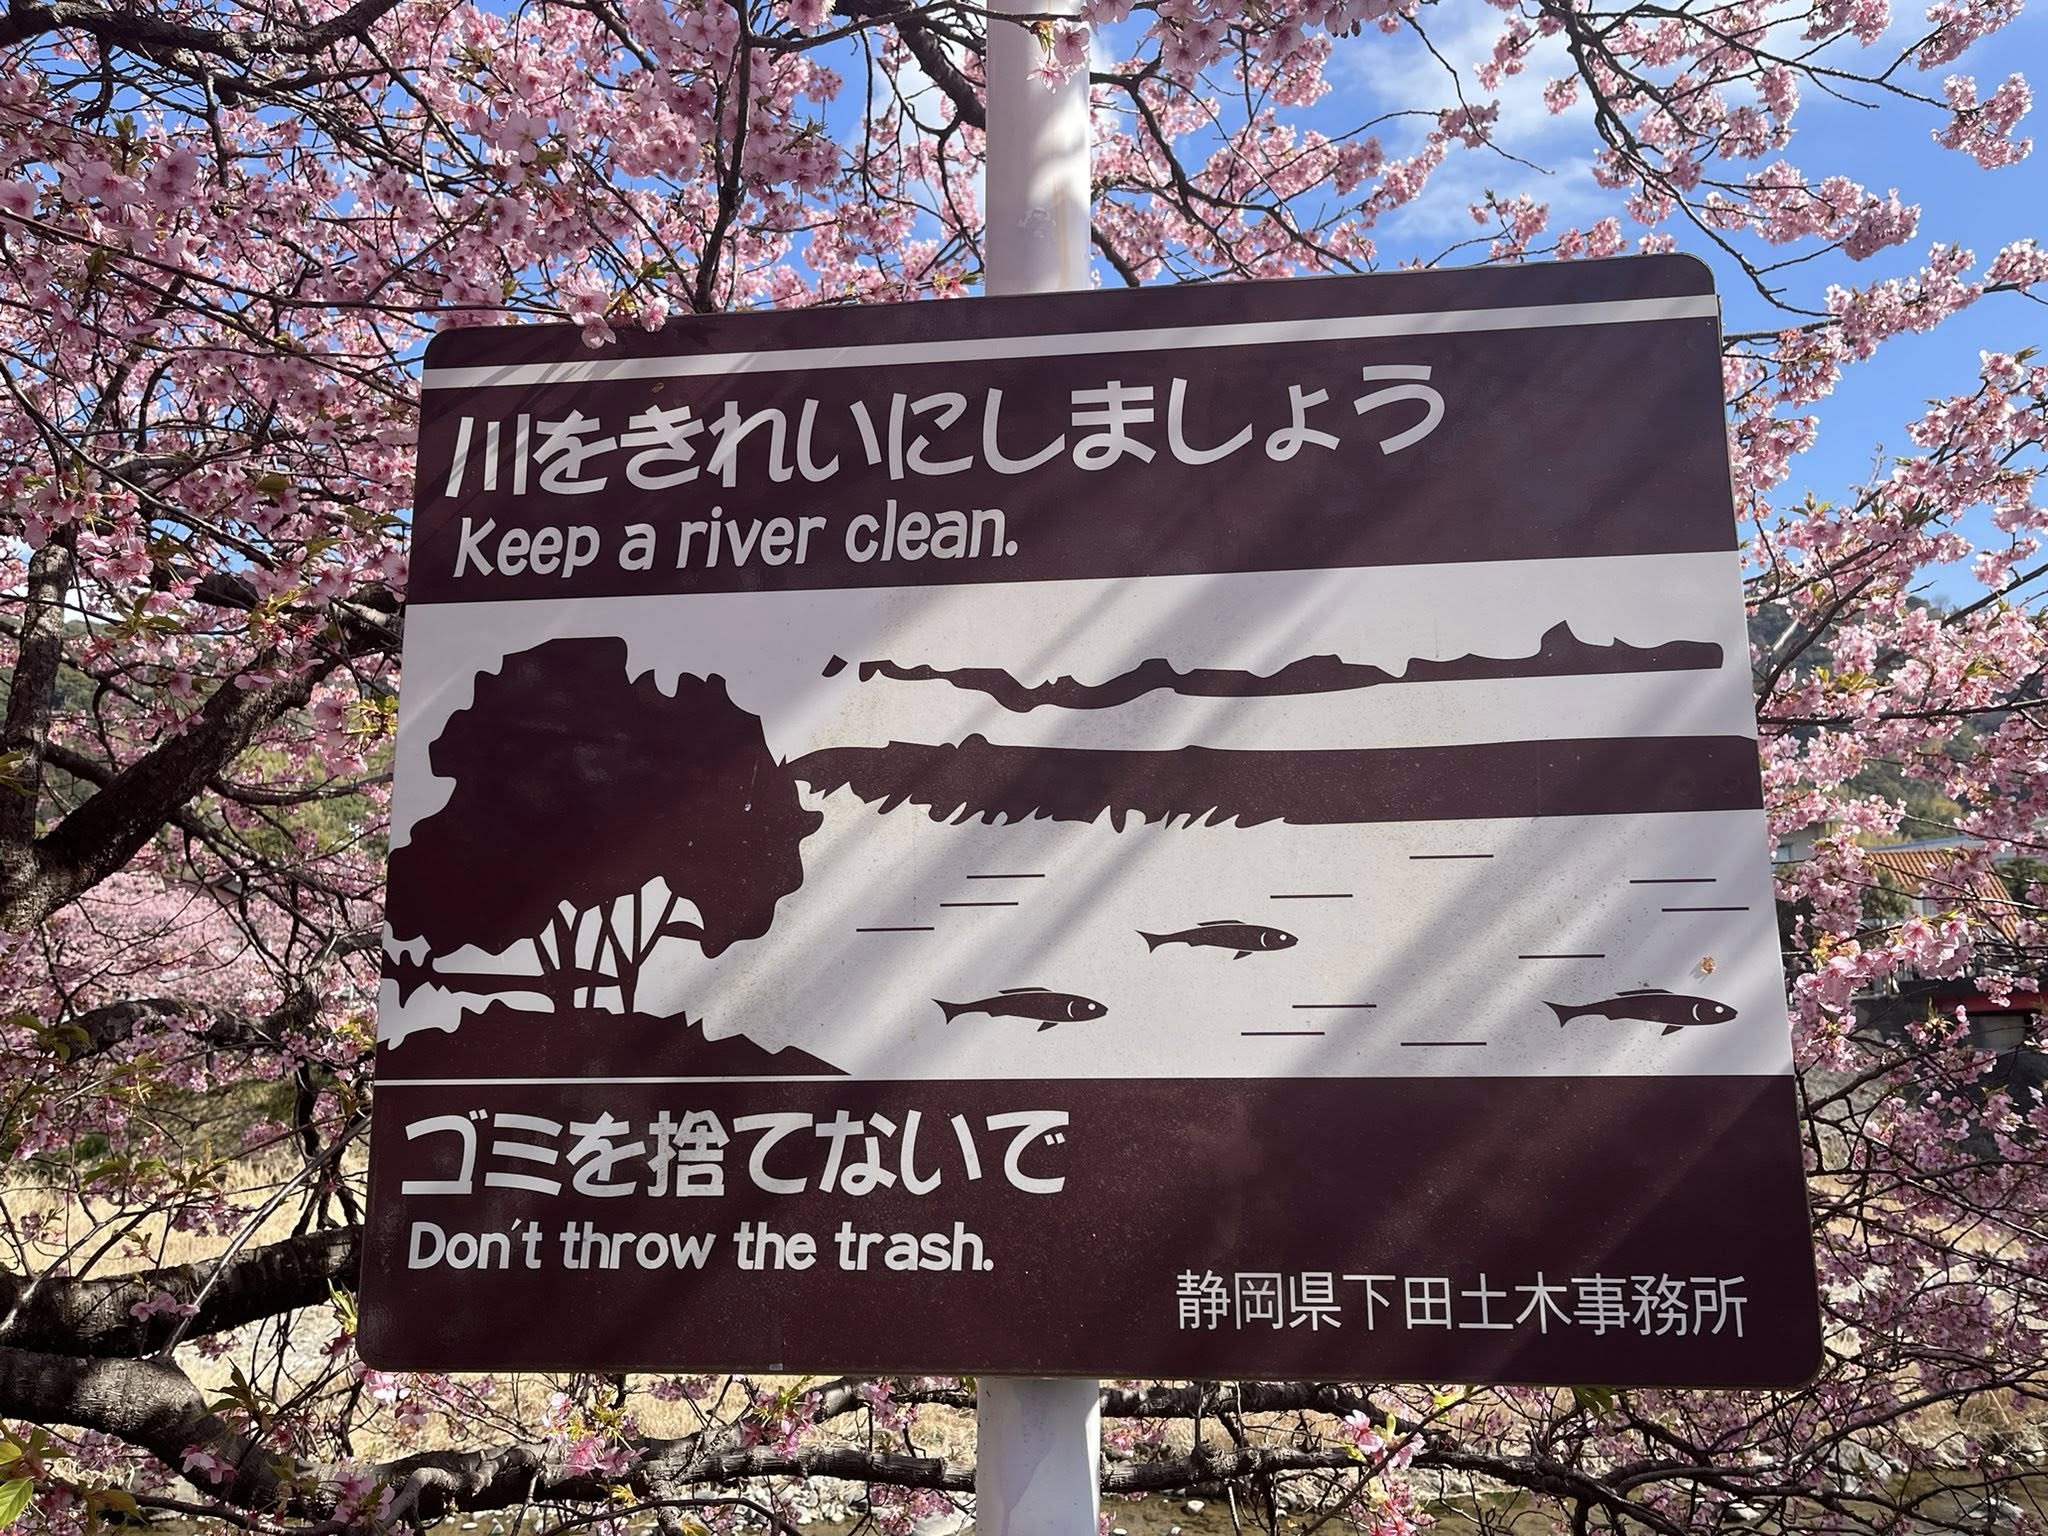 川をきれいにしましょう
Keep a river clean.
ゴミを捨てないで
Don't throw the trash.
静岡県下田土木事務所